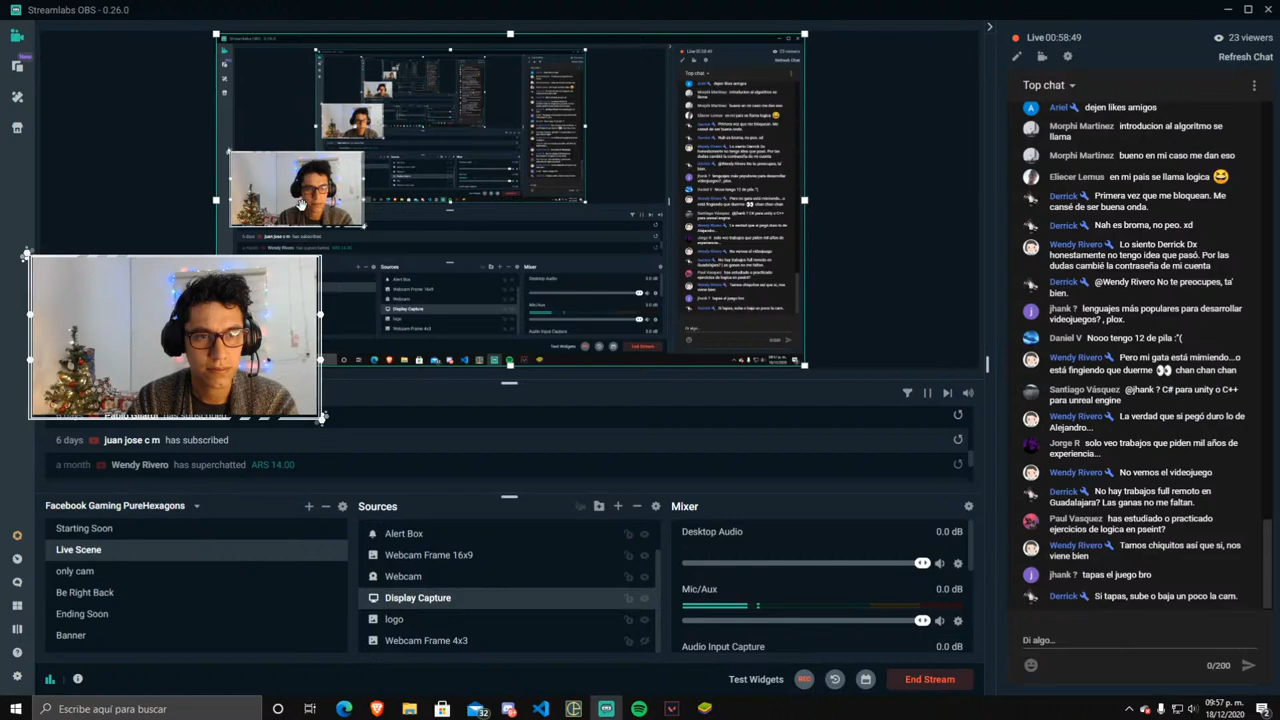 Streamlabs OBS - 0.26.0
Live 00:58:49
23 viewers
Refresh Chat
Top chat
Ariel dejen likes amigos
Morphi Martinez introducion al algorismo se
llama
Morphi Martinez bueno en mi caso me dan eso
Eliecer Lemus en mi pais se llama logica
Derrick Primera vez que me bloquean. Me
cansé de ser buena onda.
Derrick Nah es broma, no pos. xd
Wendy Rivero Lo siento Derrick De
honestamente no tengo idea por qué. Por las
dudas cambié la contraseña de mi cuenta
Derrick @Wendy Rivero No te preocupes, ta
bien.
jhank ? lenguajes más populares para desarrollar
videojuegos? , plox.
Daniel V Nooo tengo 12 de pila :"(
Wendy Rivero Pero mi gata está mimiendo...o
está fingiendo que duerme chan chan chan
Santiago Vásquez @jhank ? C# para unity o C++
para unreal engine
Wendy Rivero La verdad que si pegó duro lo de
Alejandro...
Jorge R solo veo trabajos que piden mil años de
experiencia...
Wendy Rivero No vemos el videojuego
Derrick No hay trabajos full remoto en
Guadalajara? Las ganas no me faltan.
Paul Vasquez has estudiado o practicado
ejercicios de logica en pseint?
Wendy Rivero Tamos chiquitos así que si, nos
viene bien
jhank ? tapas el juego bro
Derrick Si tapas, sube o baja un poco la cam.
Di algo...
0/200
has subscribed
6 days juan jose c m has subscribed
a month Wendy Rivero has superchatted ARS 14.00
Facebook Gaming PureHexagons
Starting Soon
Live Scene
only cam
Be Right Back
Ending Soon
Banner
Sources
Alert Box
Webcam Frame 16x9
Webcam
Display Capture
logo
Webcam Frame 4x3
Mixer
Desktop Audio 0.0 dB
Mic/Aux 0.0 dB
Audio Input Capture 0.0 dB
Test Widgets
REC
End Stream
Escribe aquí para buscar
32
09:57 p. m.
18/12/2020
2